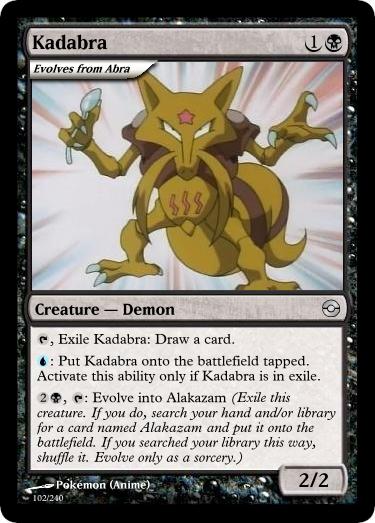 Kadabra 1
Evolves from Abra
Creature — Demon
, Exile Kadabra: Draw a card.
: Put Kadabra onto the battlefield tapped.
Activate this ability only if Kadabra is in exile.
2 , : Evolve into Alakazam (Exile this
creature. If you do, search your hand and/or library
for a card named Alakazam and put it onto the
battlefield. If you searched your library this way,
shuffle it. Evolve only as a sorcery.)
2/2
Pokémon (Anime)
102/240